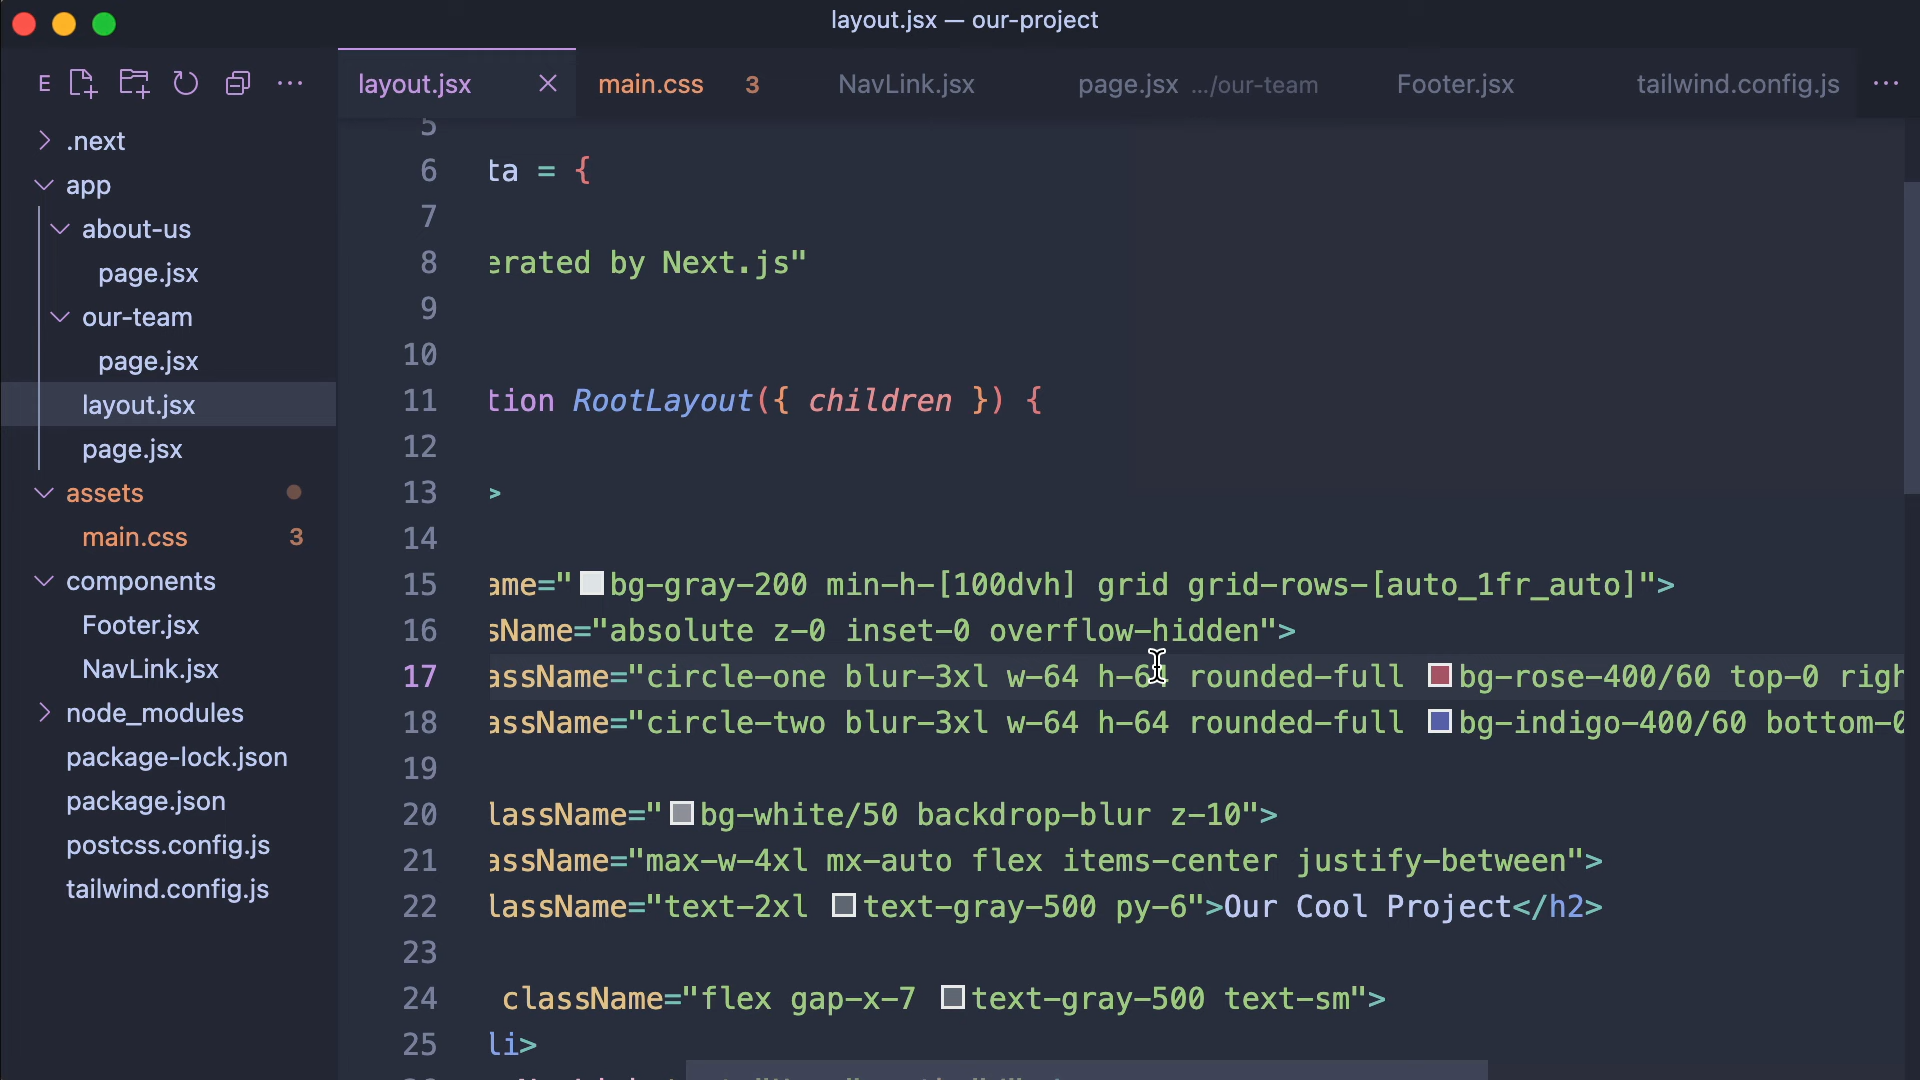 layout.jsx — our-project
E
layout.jsx
main.css 3
NavLink.jsx
page.jsx .../our-team
Footer.jsx
tailwind.config.js
.next
app
about-us
page.jsx
our-team
page.jsx
layout.jsx
page.jsx
assets
main.css 3
components
Footer.jsx
NavLink.jsx
node_modules
package-lock.json
package.json
postcss.config.js
tailwind.config.js
5
6 ta = {
7
8 erated by Next.js"
9
10
11 tion RootLayout({ children }) {
12
13 >
14
15 ame="bg-gray-200 min-h-[100dvh] grid grid-rows-[auto_1fr_auto]">
16 sName="absolute z-0 inset-0 overflow-hidden">
17 assName="circle-one blur-3xl w-64 h-64 rounded-full bg-rose-400/60 top-0 righ
18 assName="circle-two blur-3xl w-64 h-64 rounded-full bg-indigo-400/60 bottom-0
19
20 lassName="bg-white/50 backdrop-blur z-10">
21 assName="max-w-4xl mx-auto flex items-center justify-between">
22 lassName="text-2xl text-gray-500 py-6">Our Cool Project</h2>
23
24 className="flex gap-x-7 text-gray-500 text-sm">
25 li>